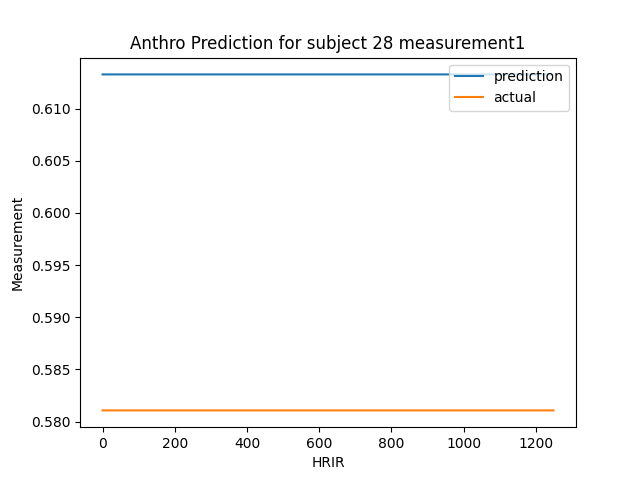 Anthro Prediction for subject 28 measurement1
prediction
actual
0.610
0.605
0.600
0.595
0.590
0.585
0.580
Measurement
0 200 400 600 800 1000 1200
HRIR